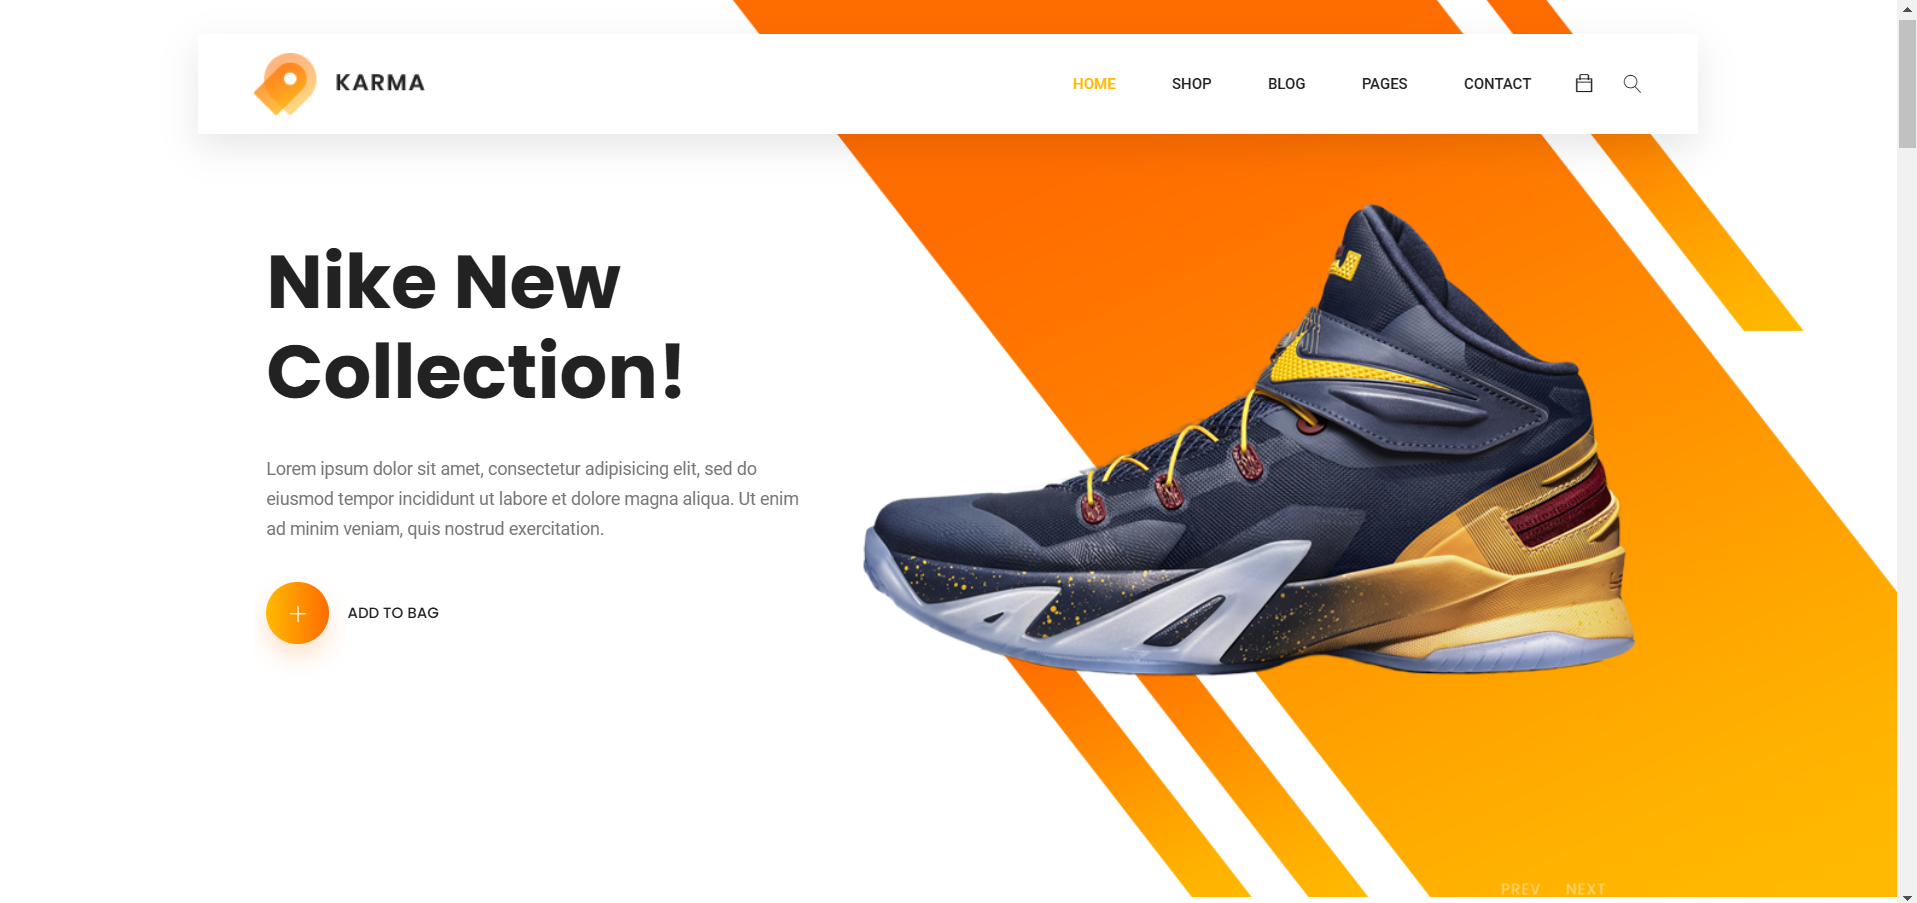 KARMA
HOME SHOP BLOG PAGES CONTACT
Nike New
Collection!
Lorem ipsum dolor sit amet, consectetur adipisicing elit, sed do
eiusmod tempor incididunt ut labore et dolore magna aliqua. Ut enim
ad minim veniam, quis nostrud exercitation.
ADD TO BAG
PREV NEXT